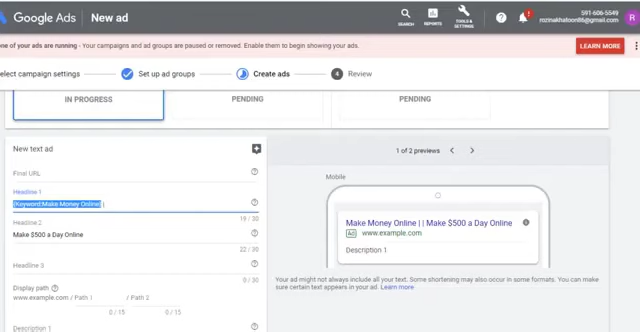 Google Ads New ad
SEARCH
REPORTS
TOOLS &
SETTINGS
591-606-5549
rozinakhatoon86@gmail.com
R
one of your ads are running - Your campaigns and ad groups are paused or removed. Enable them to begin showing your ads.
LEARN MORE
elect campaign settings
Set up ad groups
Create ads
4 Review
IN PROGRESS
PENDING
PENDING
New text ad
Final URL
Headline 1
{Keyword:Make Money Online} |
19 / 30
Headline 2
Make $500 a Day Online
22 / 30
Headline 3
0 / 30
Display path
www.example.com / Path 1 / Path 2
0 / 15 0 / 15
Description 1
1 of 2 previews
Mobile
Make Money Online | | Make $500 a Day Online
Ad www.example.com
Description 1
Your ad might not always include all your text. Some shortening may also occur in some formats. You can make
sure certain text appears in your ad. Learn more